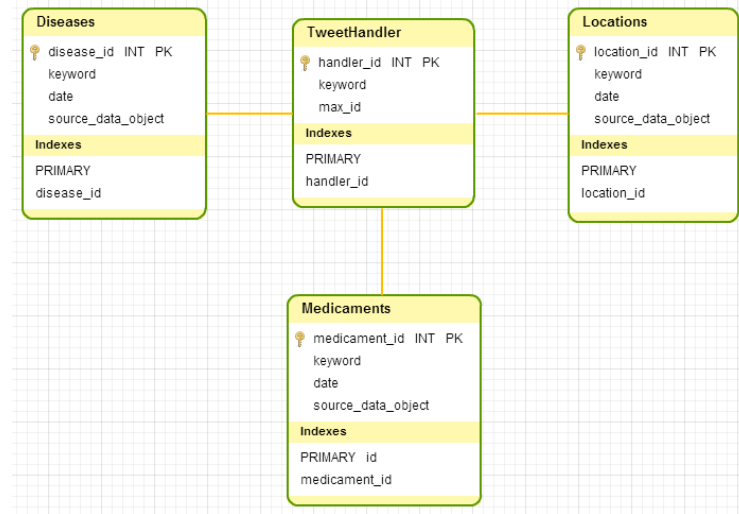 Diseases
disease_id INT PK
keyword
date
source_data_object
Indexes
PRIMARY
disease_id
TweetHandler
handler_id INT PK
keyword
max_id
Indexes
PRIMARY
handler_id
Locations
location_id INT PK
keyword
date
source_data_object
Indexes
PRIMARY
location_id
Medicaments
medicament_id INT PK
keyword
date
source_data_object
Indexes
PRIMARY id
medicament_id